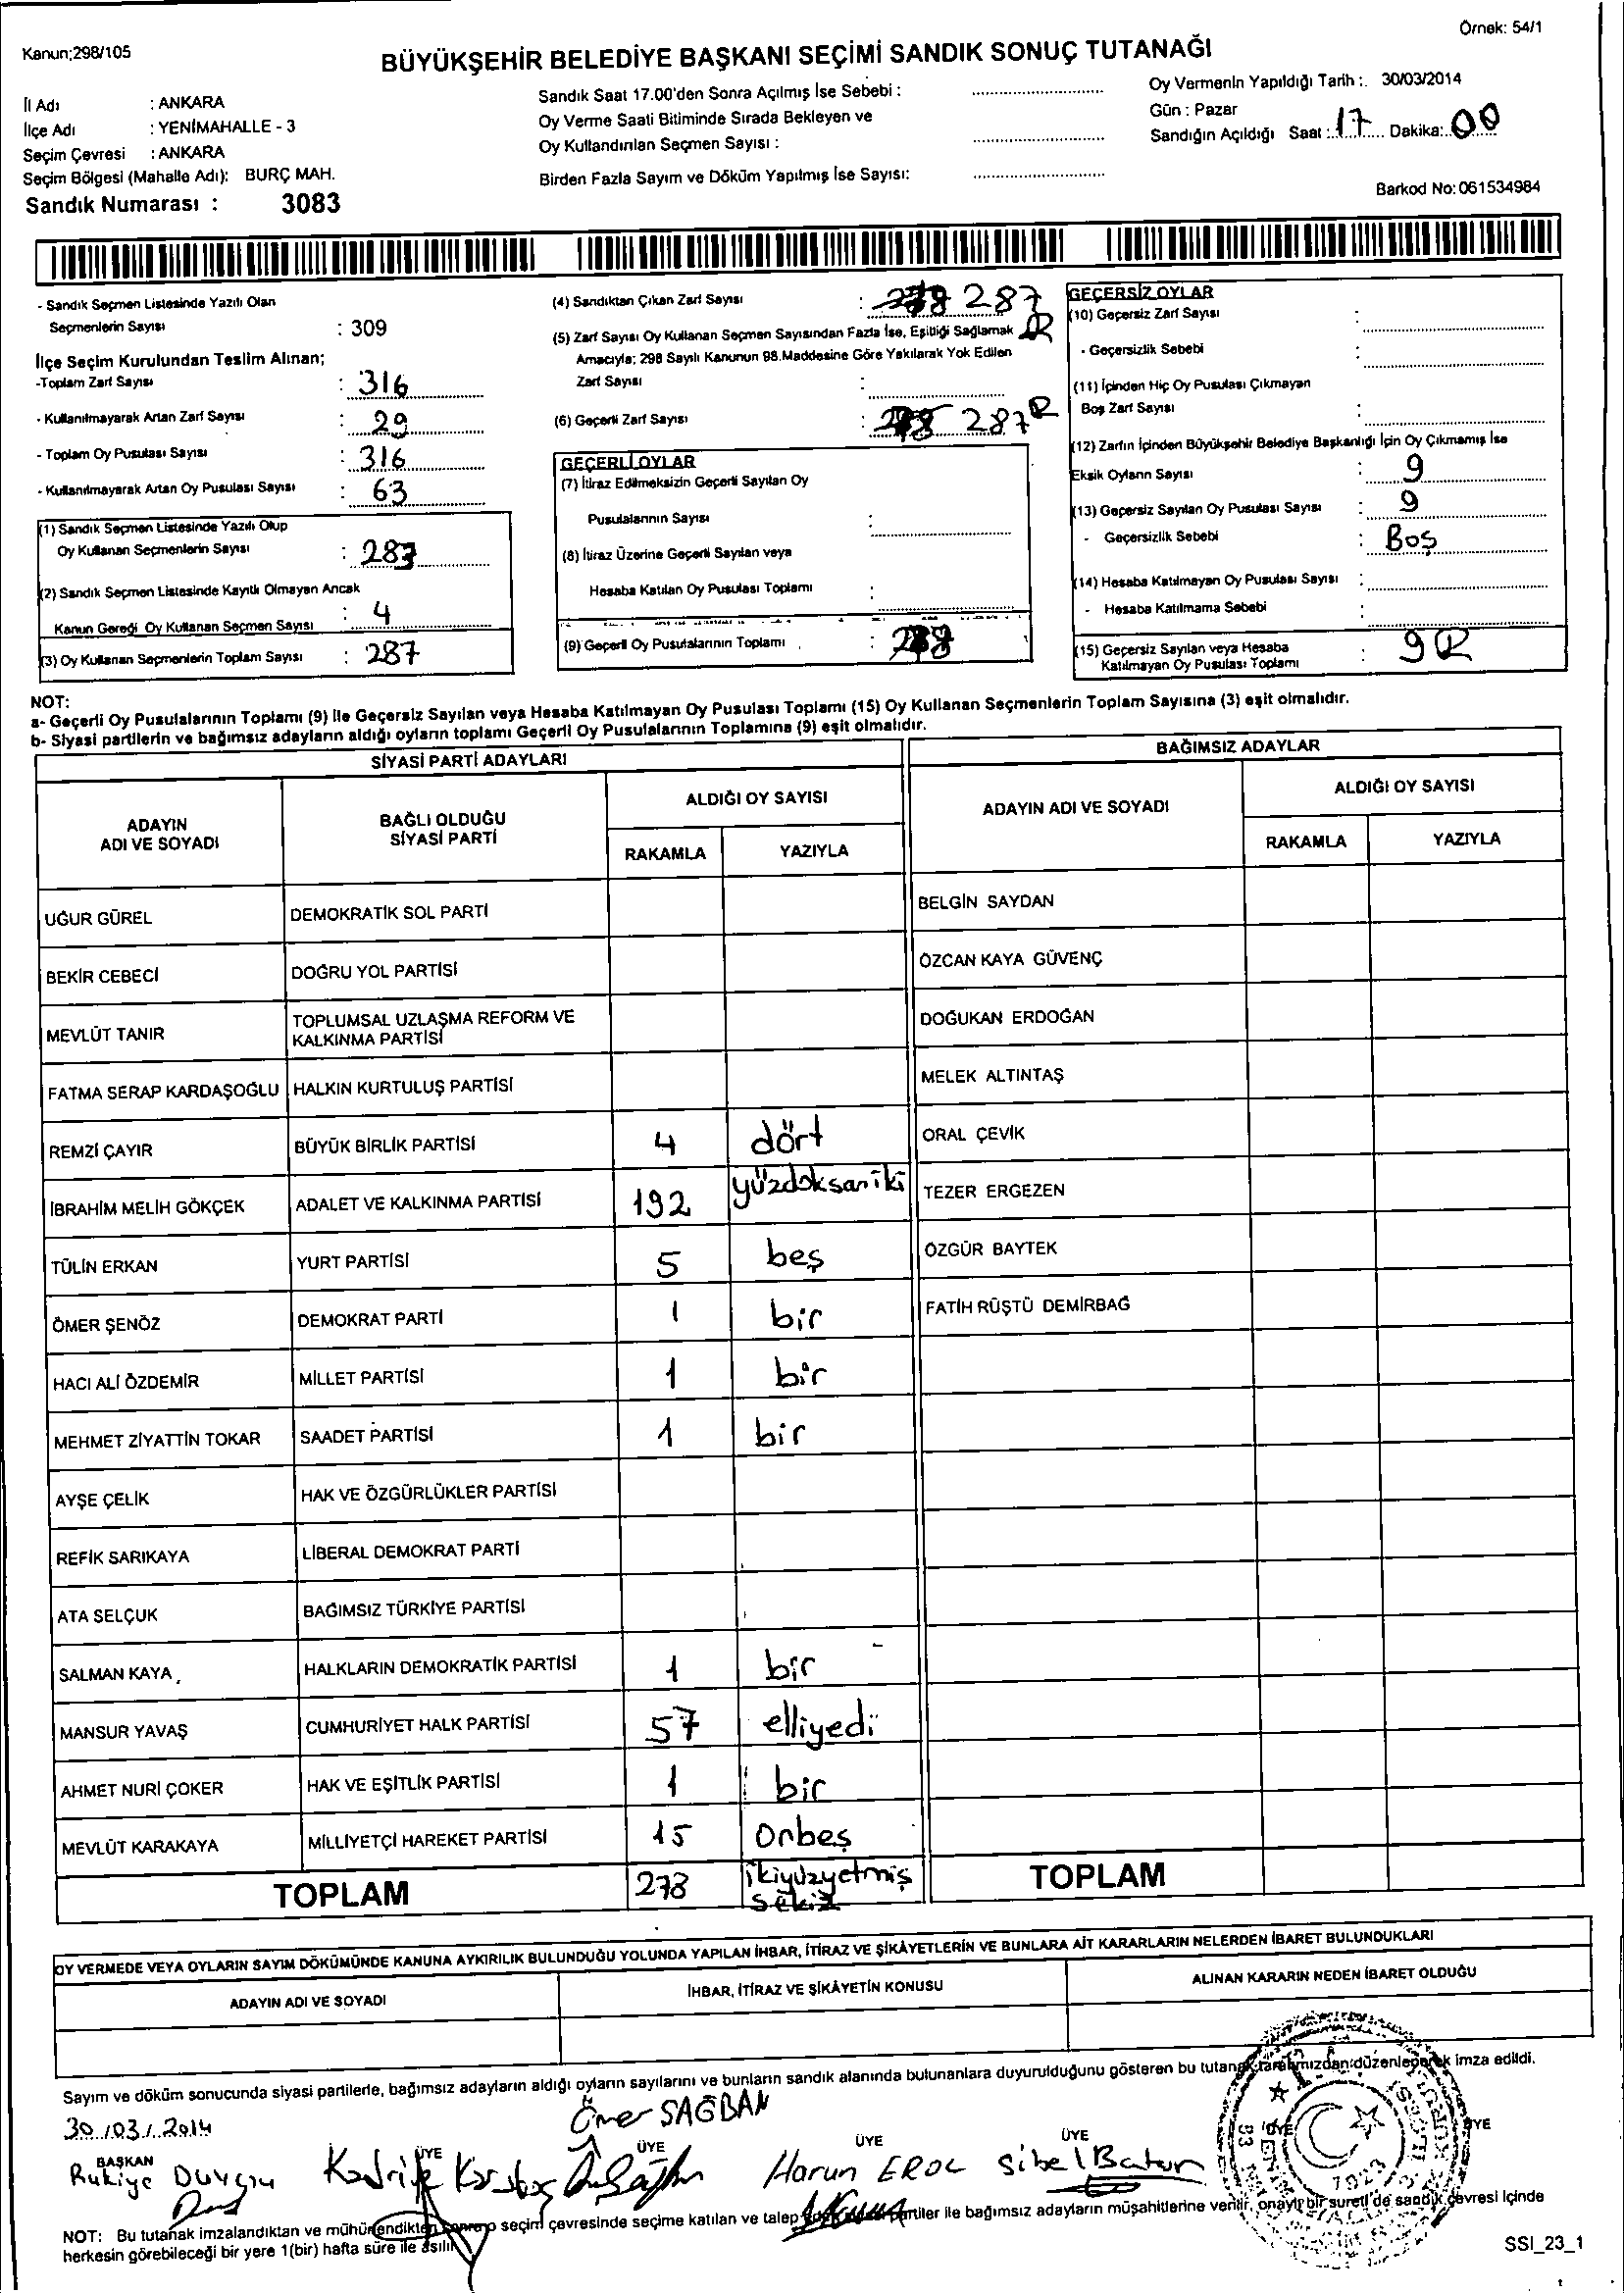 Örnek: 54/1
Kanun;298/105
BÜYÜKŞEHİR BELEDİYE BAŞKANI SEÇİMİ SANDIK SONUÇ TUTANAĞI
İl Adı : ANKARA
İlçe Adı : YENİMAHALLE - 3
Seçim Çevresi : ANKARA
Seçim Bölgesi (Mahalle Adı): BURÇ MAH.
Sandık Numarası : 3083
Sandık Saat 17.00'den Sonra Açılmış İse Sebebi :
Oy Verme Saati Bitiminde Sırada Bekleyen ve
Oy Kullandırılan Seçmen Sayısı :
Birden Fazla Sayım ve Döküm Yapılmış İse Sayısı:
Oy Vermenin Yapıldığı Tarih :. 30/03/2014
Gün : Pazar
Sandığın Açıldığı Saat : 17 Dakika: 00
Barkod No: 061534984
- Sandık Seçmen Listesinde Yazılı Olan
Seçmenlerin Sayısı : 309
İlçe Seçim Kurulundan Teslim Alınan;
-Toplam Zarf Sayısı : 316
- Kullanılmayarak Artan Zarf Sayısı : 29
- Toplam Oy Pusulası Sayısı : 316
- Kullanılmayarak Artan Oy Pusulası Sayısı : 63
(1) Sandık Seçmen Listesinde Yazılı Olup
Oy Kullanan Seçmenlerin Sayısı : 283
(2) Sandık Seçmen Listesinde Kayıtlı Olmayan Ancak
Kanun Gereği Oy Kullanan Seçmen Sayısı : 4
(3) Oy Kullanan Seçmenlerin Toplam Sayısı : 287
(4) Sandıktan Çıkan Zarf Sayısı : 287
(5) Zarf Sayısı Oy Kullanan Seçmen Sayısından Fazla İse, Eşitliği Sağlamak
Amacıyla; 298 Sayılı Kanunun 98.Maddesine Göre Yakılarak Yok Edilen
Zarf Sayısı :
(6) Geçerli Zarf Sayısı : 287
GEÇERLİ OYLAR
(7) İtiraz Edilmeksizin Geçerli Sayılan Oy
Pusulalarının Sayısı :
(8) İtiraz Üzerine Geçerli Sayılan veya
Hesaba Katılan Oy Pusulası Toplamı :
(9) Geçerli Oy Pusulalarının Toplamı :
GEÇERSİZ OYLAR
(10) Geçersiz Zarf Sayısı :
- Geçersizlik Sebebi :
(11) İçinden Hiç Oy Pusulası Çıkmayan
Boş Zarf Sayısı :
(12) Zarfın İçinden Büyükşehir Belediye Başkanlığı İçin Oy Çıkmamış İse
Eksik Oyların Sayısı : 9
(13) Geçersiz Sayılan Oy Pusulası Sayısı : 9
- Geçersizlik Sebebi : Boş
(14) Hesaba Katılmayan Oy Pusulası Sayısı :
- Hesaba Katılmama Sebebi :
(15) Geçersiz Sayılan veya Hesaba
Katılmayan Oy Pusulası Toplamı : 9
NOT:
a- Geçerli Oy Pusulalarının Toplamı (9) İle Geçersiz Sayılan veya Hesaba Katılmayan Oy Pusulası Toplamı (15) Oy Kullanan Seçmenlerin Toplam Sayısına (3) eşit olmalıdır.
b- Siyasi partilerin ve bağımsız adayların aldığı oyların toplamı Geçerli Oy Pusulalarının Toplamına (9) eşit olmalıdır.
SİYASİ PARTİ ADAYLARI
BAĞIMSIZ ADAYLAR
ADAYIN
ADI VE SOYADI
BAĞLI OLDUĞU
SİYASİ PARTİ
ALDIĞI OY SAYISI
RAKAMLA YAZIYLA
ADAYIN ADI VE SOYADI
ALDIĞI OY SAYISI
RAKAMLA YAZIYLA
UĞUR GÜREL DEMOKRATİK SOL PARTİ BELGİN SAYDAN
BEKİR CEBECİ DOĞRU YOL PARTİSİ ÖZCAN KAYA GÜVENÇ
MEVLÜT TANIR TOPLUMSAL UZLAŞMA REFORM VE
KALKINMA PARTİSİ DOĞUKAN ERDOĞAN
FATMA SERAP KARDAŞOĞLU HALKIN KURTULUŞ PARTİSİ MELEK ALTINTAŞ
REMZİ ÇAYIR BÜYÜK BİRLİK PARTİSİ 4 dört ORAL ÇEVİK
İBRAHİM MELİH GÖKÇEK ADALET VE KALKINMA PARTİSİ 192 yüzdoksaniki TEZER ERGEZEN
TÜLİN ERKAN YURT PARTİSİ 5 beş ÖZGÜR BAYTEK
ÖMER ŞENÖZ DEMOKRAT PARTİ 1 bir FATİH RÜŞTÜ DEMİRBAĞ
HACI ALİ ÖZDEMİR MİLLET PARTİSİ 1 bir
MEHMET ZİYATTİN TOKAR SAADET PARTİSİ 1 bir
AYŞE ÇELİK HAK VE ÖZGÜRLÜKLER PARTİSİ
REFİK SARIKAYA LİBERAL DEMOKRAT PARTİ
ATA SELÇUK BAĞIMSIZ TÜRKİYE PARTİSİ
SALMAN KAYA HALKLARIN DEMOKRATİK PARTİSİ 1 bir
MANSUR YAVAŞ CUMHURİYET HALK PARTİSİ 57 elliyedi
AHMET NURİ ÇOKER HAK VE EŞİTLİK PARTİSİ 1 bir
MEVLÜT KARAKAYA MİLLİYETÇİ HAREKET PARTİSİ 15 Onbeş
TOPLAM 278 ikiyüzyetmiş
sekiz
TOPLAM
OY VERMEDE VEYA OYLARIN SAYIM DÖKÜMÜNDE KANUNA AYKIRILIK BULUNDUĞU YOLUNDA YAPILAN İHBAR, İTİRAZ VE ŞİKÂYETLERİN VE BUNLARA AİT KARARLARIN NELERDEN İBARET BULUNDUKLARI
ADAYIN ADI VE SOYADI İHBAR, İTİRAZ VE ŞİKÂYETİN KONUSU ALINAN KARARIN NEDEN İBARET OLDUĞU
Sayım ve döküm sonucunda siyasi partilerle, bağımsız adayların aldığı oyların sayılarını ve bunların sandık alanında bulunanlara duyurulduğunu gösteren bu tutanak tarafımızdan düzenlenerek imza edildi.
30/03/2014
Ömer SAĞBAN
BAŞKAN ÜYE ÜYE ÜYE ÜYE ÜYE
Rukiye Duygu Kadriye Harun EROL Sibel Batur
NOT: Bu tutanak imzalandıktan ve mühürlendikten sonra o seçim çevresinde seçime katılan ve talep partiler ile bağımsız adayların müşahitlerine verilir, onaylı bir sureti de sandık çevresi içinde
herkesin görebileceği bir yere 1(bir) hafta süre ile asılır
SSI_23_1